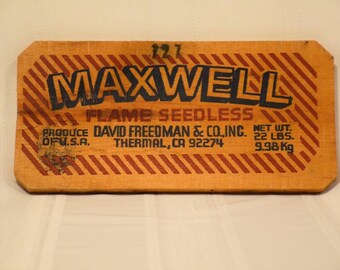 127
MAXWELL
FLAME SEEDLESS
PRODUCE OF U.S.A.
DAVID FREEDMAN & CO., INC.
THERMAL, CA 92274
NET WT.
22 LBS.
9.98 Kg